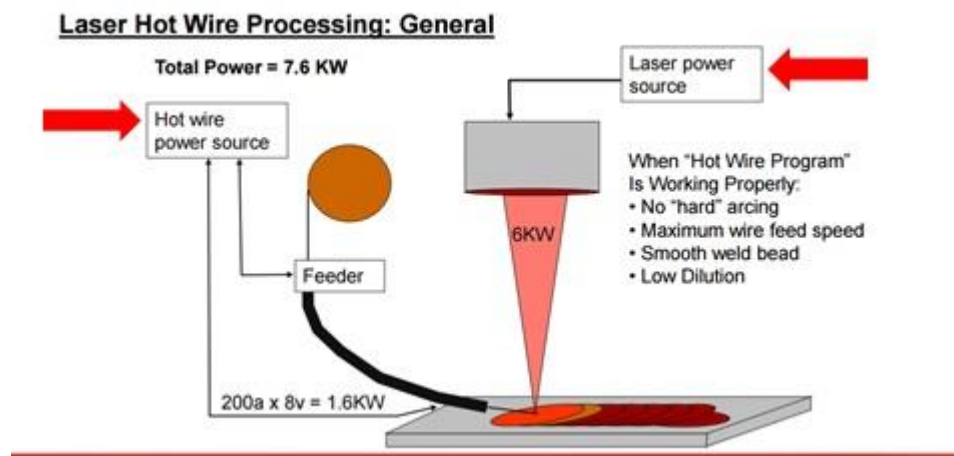 Laser Hot Wire Processing: General
Total Power = 7.6 KW
Laser power
source
Hot wire
power source
When "Hot Wire Program"
Is Working Properly:
• No "hard" arcing
• Maximum wire feed speed
• Smooth weld bead
• Low Dilution
6KW
Feeder
200a x 8v = 1.6KW